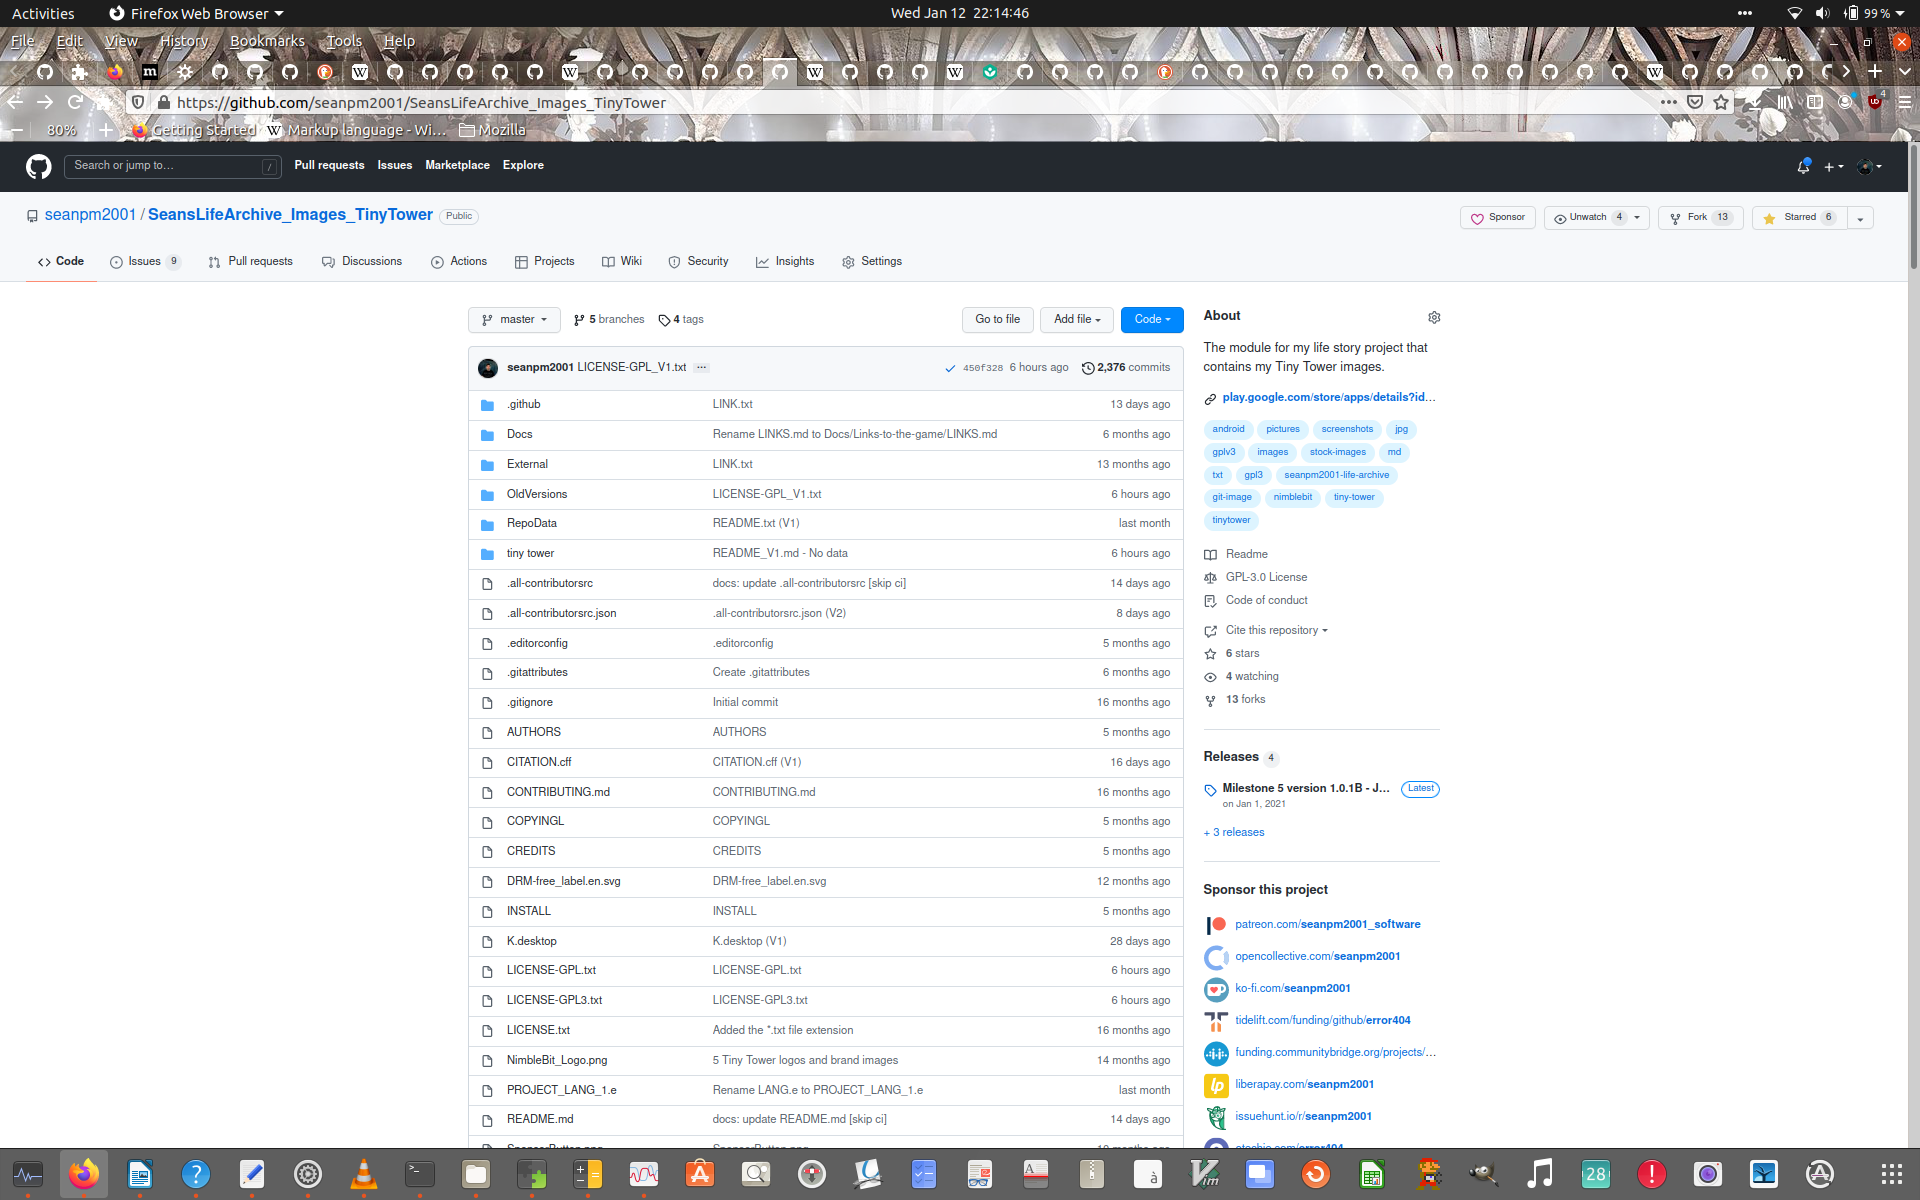 Activities Firefox Web Browser Wed Jan 12 22:14:46 99 %
File Edit View History Bookmarks Tools Help
https://github.com/seanpm2001/SeansLifeArchive_Images_TinyTower 4
80% Getting Started Markup language - Wi… Mozilla
Search or jump to… / Pull requests Issues Marketplace Explore
seanpm2001 / SeansLifeArchive_Images_TinyTower Public Sponsor Unwatch 4 Fork 13 Starred 6
Code Issues 9 Pull requests Discussions Actions Projects Wiki Security Insights Settings
master 5 branches 4 tags Go to file Add file Code
seanpm2001 LICENSE-GPL_V1.txt … 450f328 6 hours ago 2,376 commits
.github LINK.txt 13 days ago
Docs Rename LINKS.md to Docs/Links-to-the-game/LINKS.md 6 months ago
External LINK.txt 13 months ago
OldVersions LICENSE-GPL_V1.txt 6 hours ago
RepoData README.txt (V1) last month
tiny tower README_V1.md - No data 6 hours ago
.all-contributorsrc docs: update .all-contributorsrc [skip ci] 14 days ago
.all-contributorsrc.json .all-contributorsrc.json (V2) 8 days ago
.editorconfig .editorconfig 5 months ago
.gitattributes Create .gitattributes 6 months ago
.gitignore Initial commit 16 months ago
AUTHORS AUTHORS 5 months ago
CITATION.cff CITATION.cff (V1) 16 days ago
CONTRIBUTING.md CONTRIBUTING.md 16 months ago
COPYINGL COPYINGL 5 months ago
CREDITS CREDITS 5 months ago
DRM-free_label.en.svg DRM-free_label.en.svg 12 months ago
INSTALL INSTALL 5 months ago
K.desktop K.desktop (V1) 28 days ago
LICENSE-GPL.txt LICENSE-GPL.txt 6 hours ago
LICENSE-GPL3.txt LICENSE-GPL3.txt 6 hours ago
LICENSE.txt Added the *.txt file extension 16 months ago
NimbleBit_Logo.png 5 Tiny Tower logos and brand images 14 months ago
PROJECT_LANG_1.e Rename LANG.e to PROJECT_LANG_1.e last month
README.md docs: update README.md [skip ci] 14 days ago
About
The module for my life story project that
contains my Tiny Tower images.
play.google.com/store/apps/details?id…
android pictures screenshots jpg
gplv3 images stock-images md
txt gpl3 seanpm2001-life-archive
git-image nimblebit tiny-tower
tinytower
Readme
GPL-3.0 License
Code of conduct
Cite this repository
6 stars
4 watching
13 forks
Releases 4
Milestone 5 version 1.0.1B - J… Latest
on Jan 1, 2021
+ 3 releases
Sponsor this project
patreon.com/seanpm2001_software
opencollective.com/seanpm2001
ko-fi.com/seanpm2001
tidelift.com/funding/github/error404
funding.communitybridge.org/projects/…
liberapay.com/seanpm2001
issuehunt.io/r/seanpm2001
28